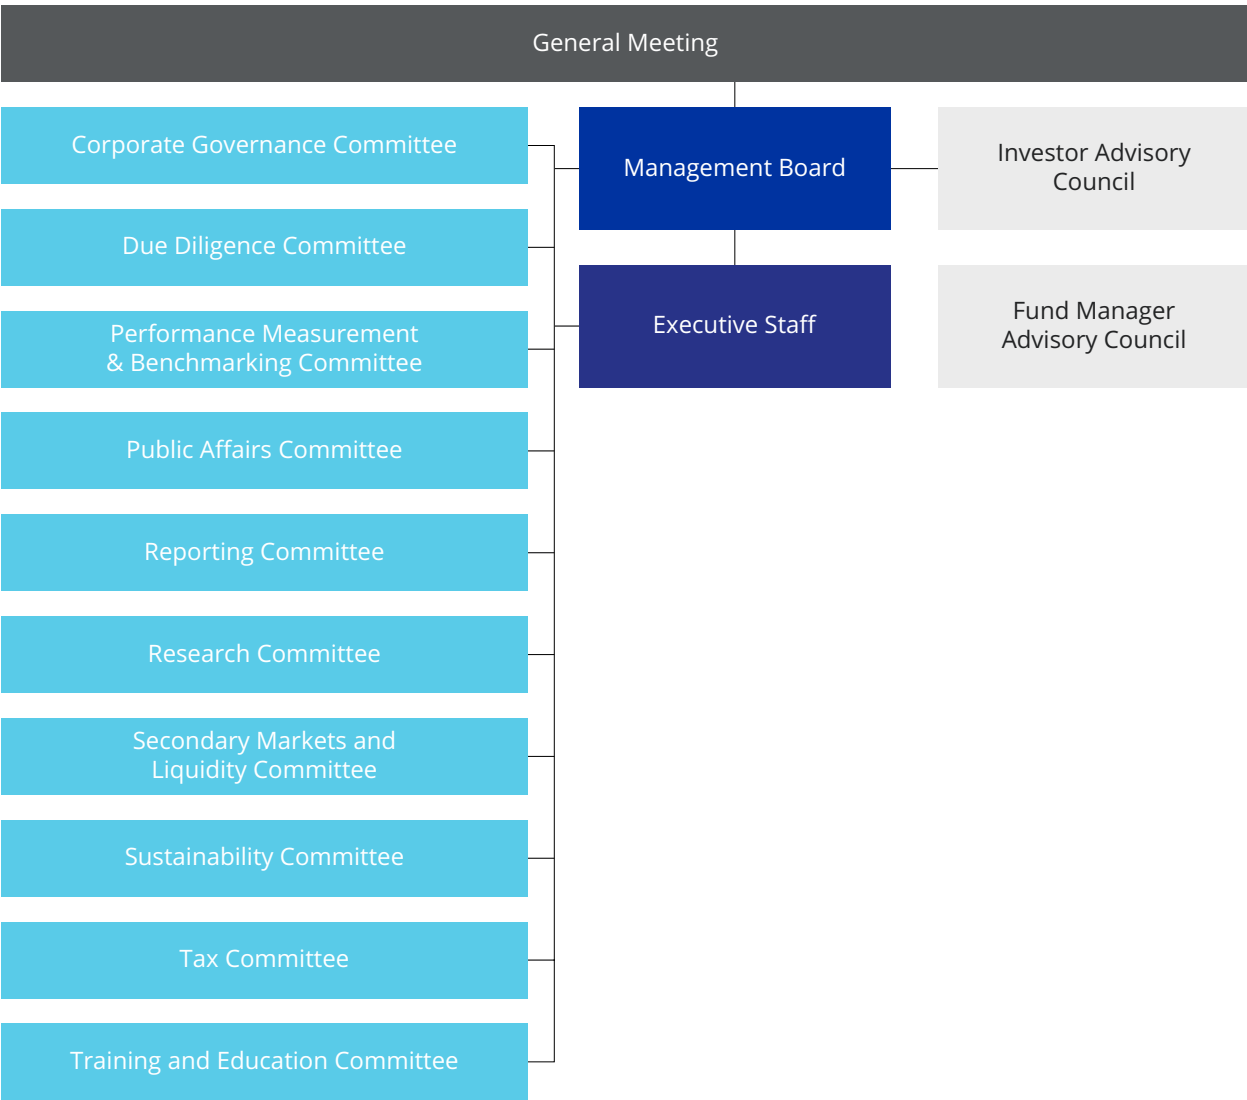 General Meeting
Corporate Governance Committee
Due Diligence Committee
Performance Measurement
& Benchmarking Committee
Public Affairs Committee
Reporting Committee
Research Committee
Secondary Markets and
Liquidity Committee
Sustainability Committee
Tax Committee
Training and Education Committee
Management Board
Executive Staff
Investor Advisory
Council
Fund Manager
Advisory Council